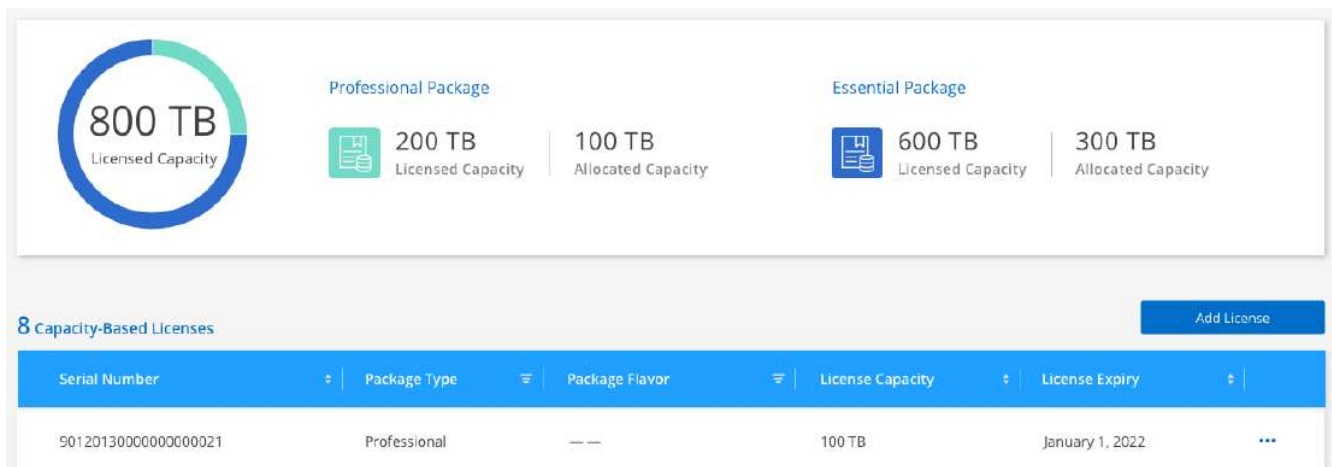 800 TB
Licensed Capacity
Professional Package
200 TB
Licensed Capacity
100 TB
Allocated Capacity
Essential Package
600 TB
Licensed Capacity
300 TB
Allocated Capacity
8 Capacity-Based Licenses
Add License
Serial Number Package Type Package Flavor License Capacity License Expiry
90120130000000000021 Professional — — 100 TB January 1, 2022 •••